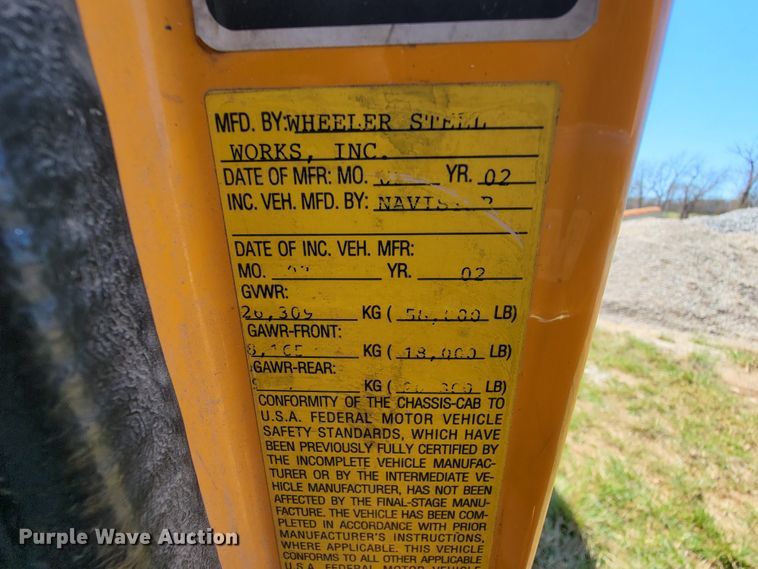 MFD. BY: WHEELER STEEL
WORKS, INC.
DATE OF MFR: MO. YR. 02
INC. VEH. MFD. BY:
DATE OF INC. VEH. MFR:
MO. YR. 02
GVWR:
KG ( LB)
GAWR-FRONT:
KG ( 18,000 LB)
GAWR-REAR:
KG ( LB)
CONFORMITY OF THE CHASSIS-CAB TO
U.S.A. FEDERAL MOTOR VEHICLE
SAFETY STANDARDS, WHICH HAVE
BEEN PREVIOUSLY FULLY CERTIFIED BY
THE INCOMPLETE VEHICLE MANUFAC-
TURER OR BY THE INTERMEDIATE VE-
HICLE MANUFACTURER, HAS NOT BEEN
AFFECTED BY THE FINAL-STAGE MANU-
FACTURE. THE VEHICLE HAS BEEN COM-
PLETED IN ACCORDANCE WITH PRIOR
MANUFACTURER'S INSTRUCTIONS,
WHERE APPLICABLE. THIS VEHICLE
CONFORMS TO ALL OTHER APPLICABLE
U.S.A. FEDERAL MOTOR VEHICLE
Purple Wave Auction